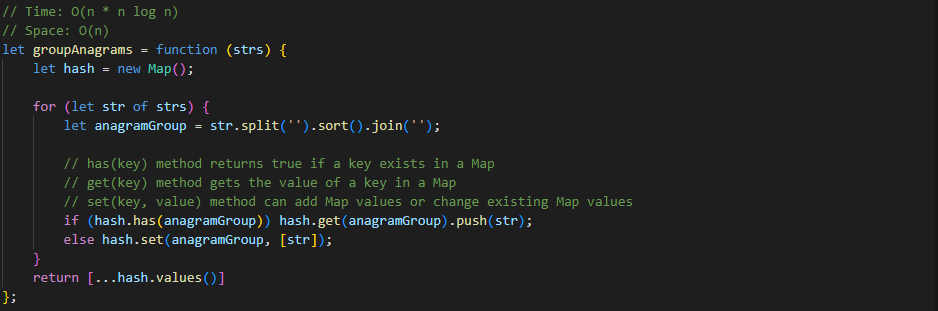 // Time: O(n * n log n)
// Space: O(n)
let groupAnagrams = function (strs) {
    let hash = new Map();

    for (let str of strs) {
        let anagramGroup = str.split('').sort().join('');

        // has(key) method returns true if a key exists in a Map
        // get(key) method gets the value of a key in a Map
        // set(key, value) method can add Map values or change existing Map values
        if (hash.has(anagramGroup)) hash.get(anagramGroup).push(str);
        else hash.set(anagramGroup, [str]);
    }
    return [...hash.values()]
};